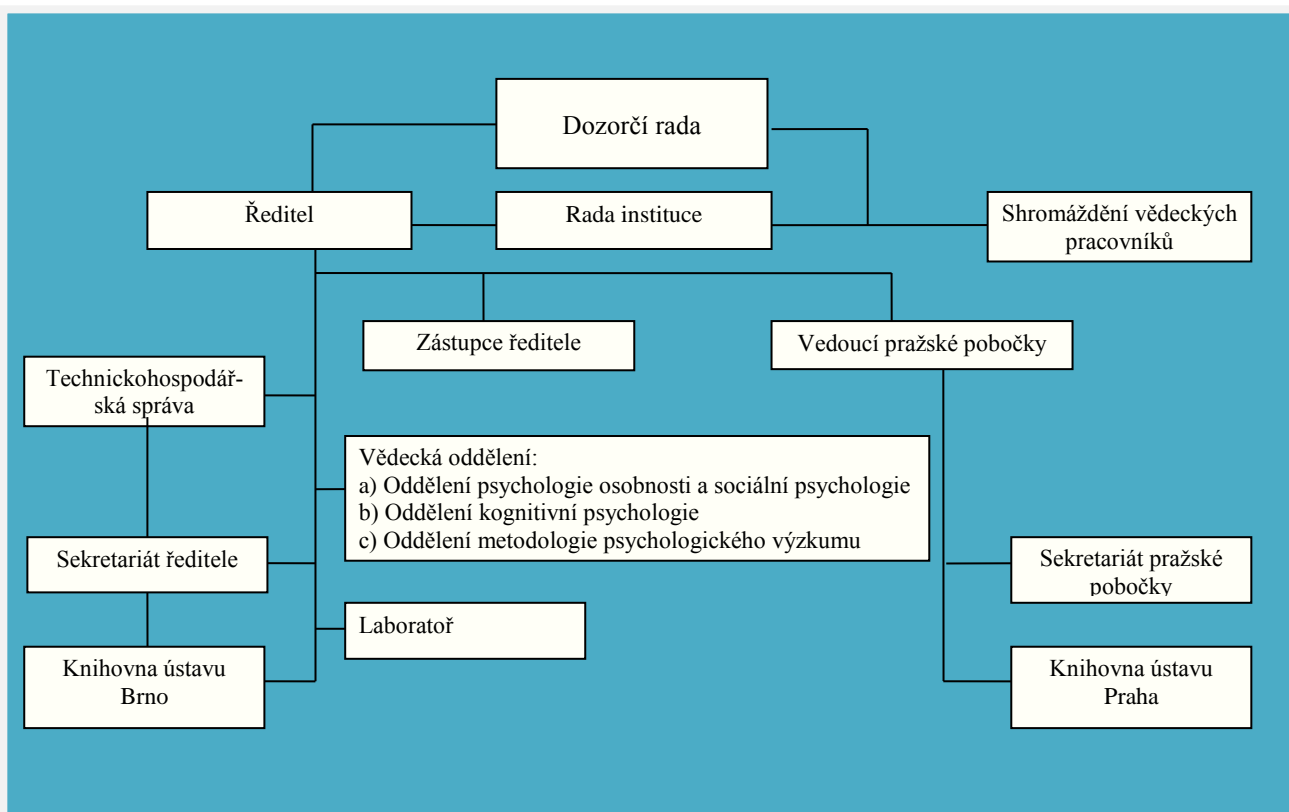 Dozorčí rada
Ředitel
Rada instituce
Shromáždění vědeckých
pracovníků
Zástupce ředitele
Vedoucí pražské pobočky
Technickohospodář-
ská správa
Vědecká oddělení:
a) Oddělení psychologie osobnosti a sociální psychologie
b) Oddělení kognitivní psychologie
c) Oddělení metodologie psychologického výzkumu
Sekretariát ředitele
Sekretariát pražské
pobočky
Laboratoř
Knihovna ústavu
Brno
Knihovna ústavu
Praha